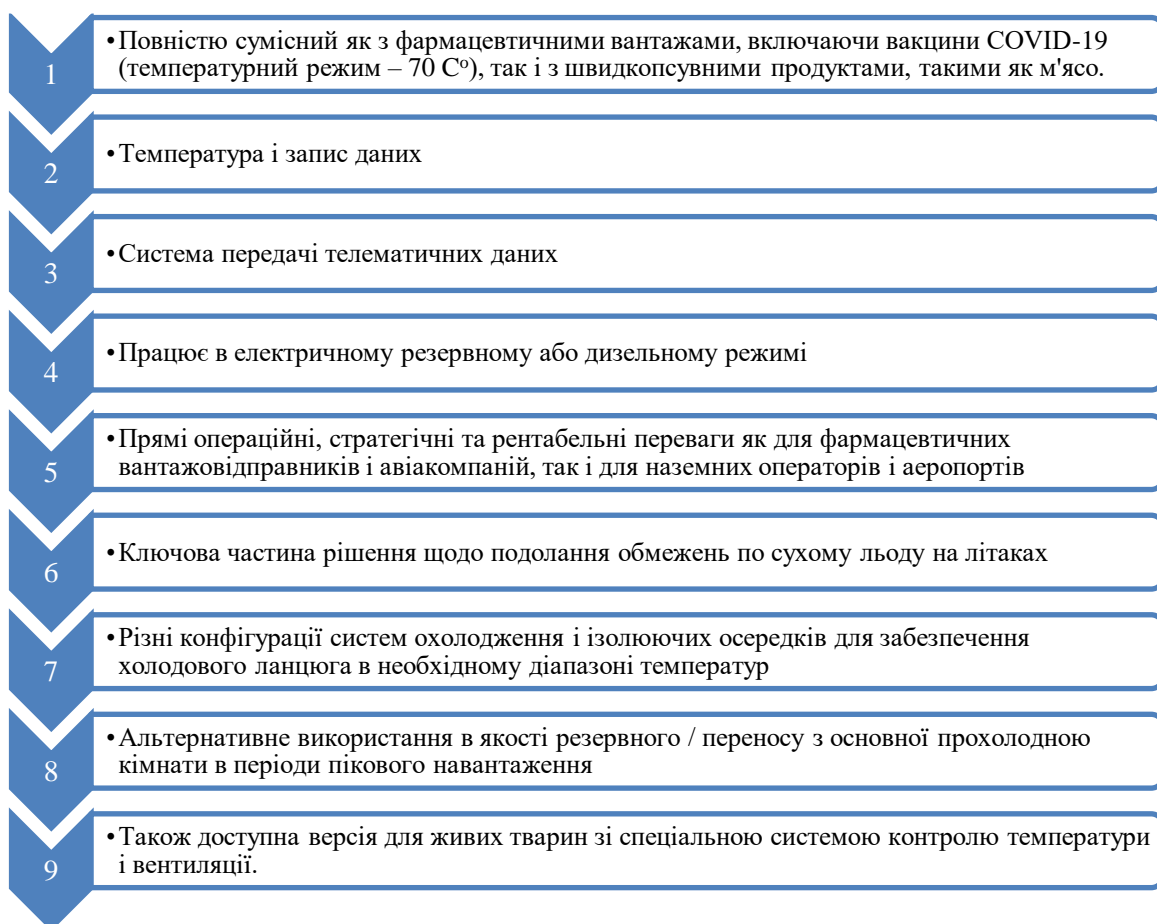 1
•Повністю сумісний як з фармацевтичними вантажами, включаючи вакцини COVID-19
(температурний режим – 70 Сº), так і з швидкопсувними продуктами, такими як м'ясо.
2
•Температура і запис даних
3
•Система передачі телематичних даних
4
•Працює в електричному резервному або дизельному режимі
5
•Прямі операційні, стратегічні та рентабельні переваги як для фармацевтичних
вантажовідправників і авіакомпаній, так і для наземних операторів і аеропортів
6
•Ключова частина рішення щодо подолання обмежень по сухому льоду на літаках
7
•Різні конфігурації систем охолодження і ізолюючих осередків для забезпечення
холодового ланцюга в необхідному діапазоні температур
8
•Альтернативне використання в якості резервного / переносу з основної прохолодною
кімнати в періоди пікового навантаження
9
•Також доступна версія для живих тварин зі спеціальною системою контролю температури
і вентиляції.